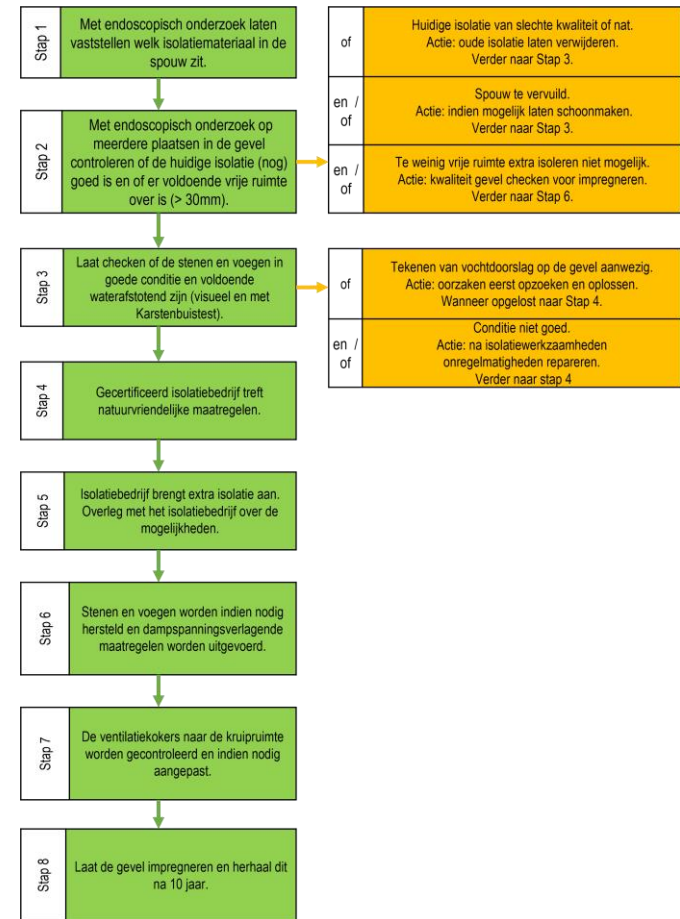 Stap 1
Met endoscopisch onderzoek laten
vaststellen welk isolatiemateriaal in de
spouw zit.
Stap 2
Met endoscopisch onderzoek op
meerdere plaatsen in de gevel
controleren of de huidige isolatie (nog)
goed is en of er voldoende vrije ruimte
over is (> 30mm).
of
Huidige isolatie van slechte kwaliteit of nat.
Actie: oude isolatie laten verwijderen.
Verder naar Stap 3.
en /
of
Spouw te vervuild.
Actie: indien mogelijk laten schoonmaken.
Verder naar Stap 3.
en /
of
Te weinig vrije ruimte extra isoleren niet mogelijk.
Actie: kwaliteit gevel checken voor impregneren.
Verder naar Stap 6.
Stap 3
Laat checken of de stenen en voegen in
goede conditie en voldoende
waterafstotend zijn (visueel en met
Karstenbuistest).
of
Tekenen van vochtdoorslag op de gevel aanwezig.
Actie: oorzaken eerst opzoeken en oplossen.
Wanneer opgelost naar Stap 4.
en /
of
Conditie niet goed.
Actie: na isolatiewerkzaamheden
onregelmatigheden repareren.
Verder naar stap 4
Stap 4
Gecertificeerd isolatiebedrijf treft
natuurvriendelijke maatregelen.
Stap 5
Isolatiebedrijf brengt extra isolatie aan.
Overleg met het isolatiebedrijf over de
mogelijkheden.
Stap 6
Stenen en voegen worden indien nodig
hersteld en dampspanningsverlagende
maatregelen worden uitgevoerd.
Stap 7
De ventilatiekokers naar de kruipruimte
worden gecontroleerd en indien nodig
aangepast.
Stap 8
Laat de gevel impregneren en herhaal dit
na 10 jaar.